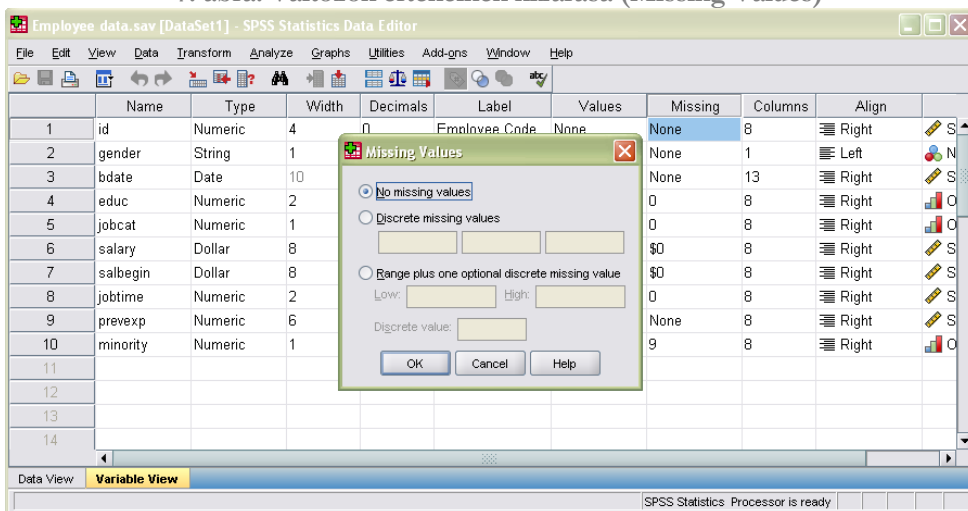 Employee data.sav [DataSet1] - SPSS Statistics Data Editor
File Edit View Data Transform Analyze Graphs Utilities Add-ons Window Help
Name Type Width Decimals Label Values Missing Columns Align
1 id Numeric 4 0 Employee Code None None 8 Right S
2 gender String 1 None 1 Left N
3 bdate Date 10 None 13 Right S
4 educ Numeric 2 0 8 Right O
5 jobcat Numeric 1 0 8 Right O
6 salary Dollar 8 $0 8 Right S
7 salbegin Dollar 8 $0 8 Right S
8 jobtime Numeric 2 0 8 Right S
9 prevexp Numeric 6 None 8 Right S
10 minority Numeric 1 9 8 Right O
11
12
13
14
Missing Values
No missing values
Discrete missing values
Range plus one optional discrete missing value
Low: High:
Discrete value:
OK Cancel Help
Data View Variable View
SPSS Statistics Processor is ready